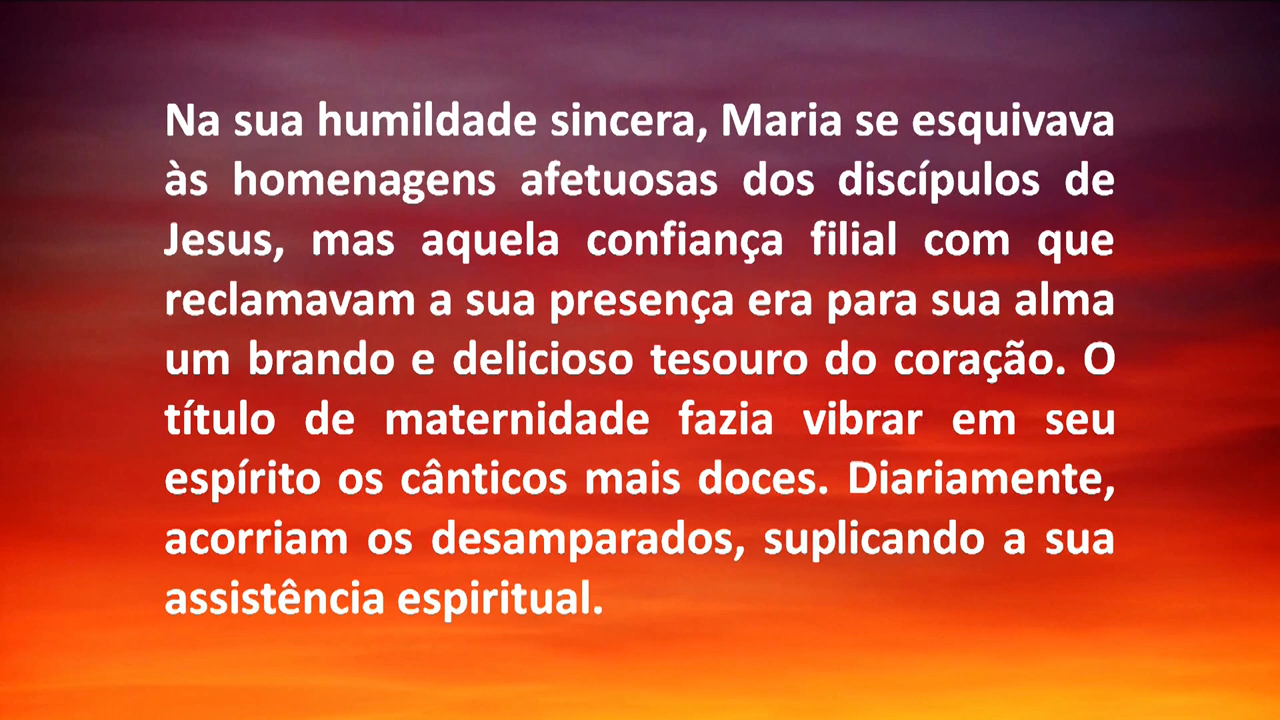 Na sua humildade sincera, Maria se esquivava
às homenagens afetuosas dos discípulos de
Jesus, mas aquela confiança filial com que
reclamavam a sua presença era para sua alma
um brando e delicioso tesouro do coração. O
título de maternidade fazia vibrar em seu
espírito os cânticos mais doces. Diariamente,
acorriam os desamparados, suplicando a sua
assistência espiritual.